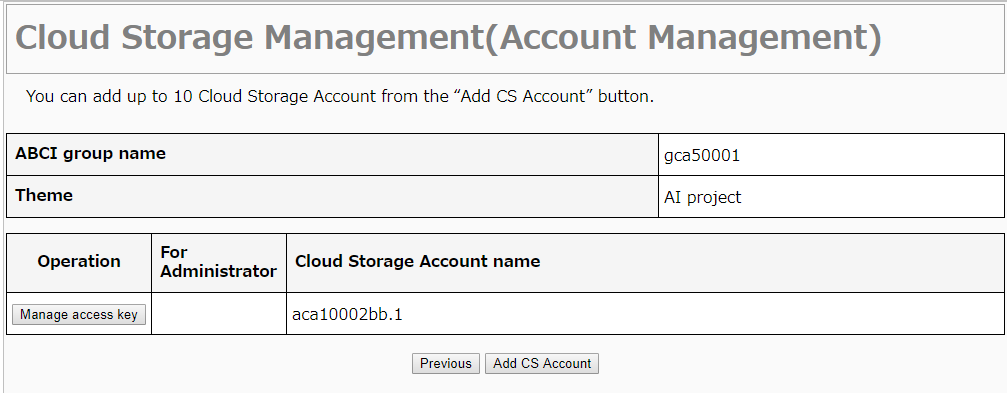 Cloud Storage Management(Account Management)
You can add up to 10 Cloud Storage Account from the “Add CS Account” button.
ABCI group name gca50001
Theme AI project
Operation
For
Administrator
Cloud Storage Account name
Manage access key aca10002bb.1
Previous Add CS Account